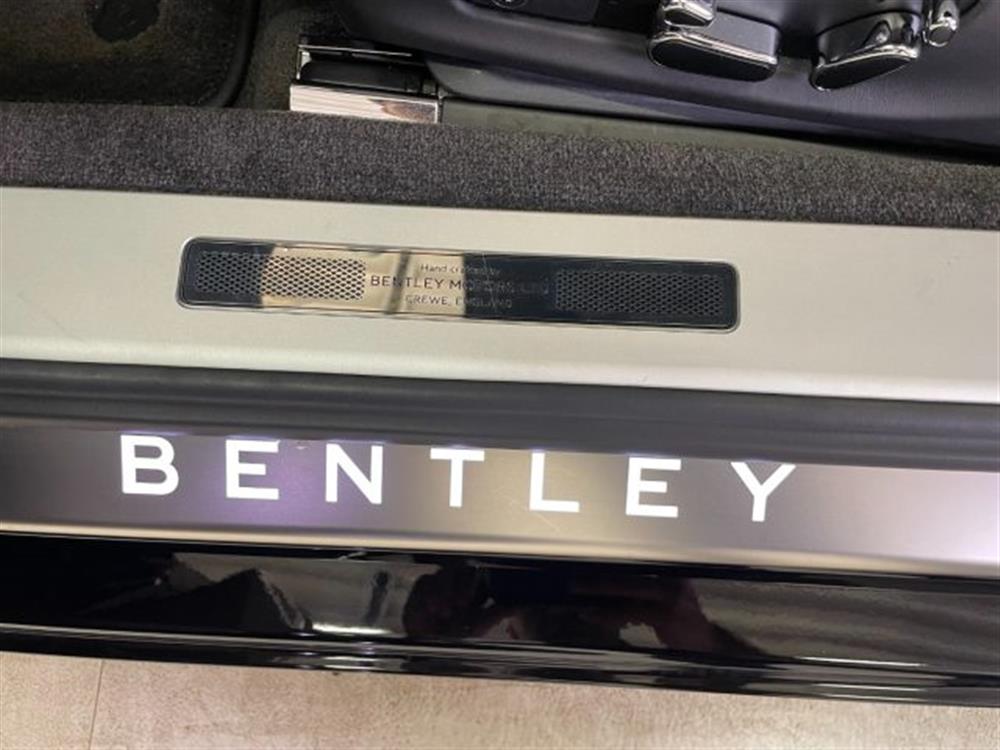 Hand crafted by
BENTLEY MOTORS LTD
CREWE, ENGLAND
BENTLEY